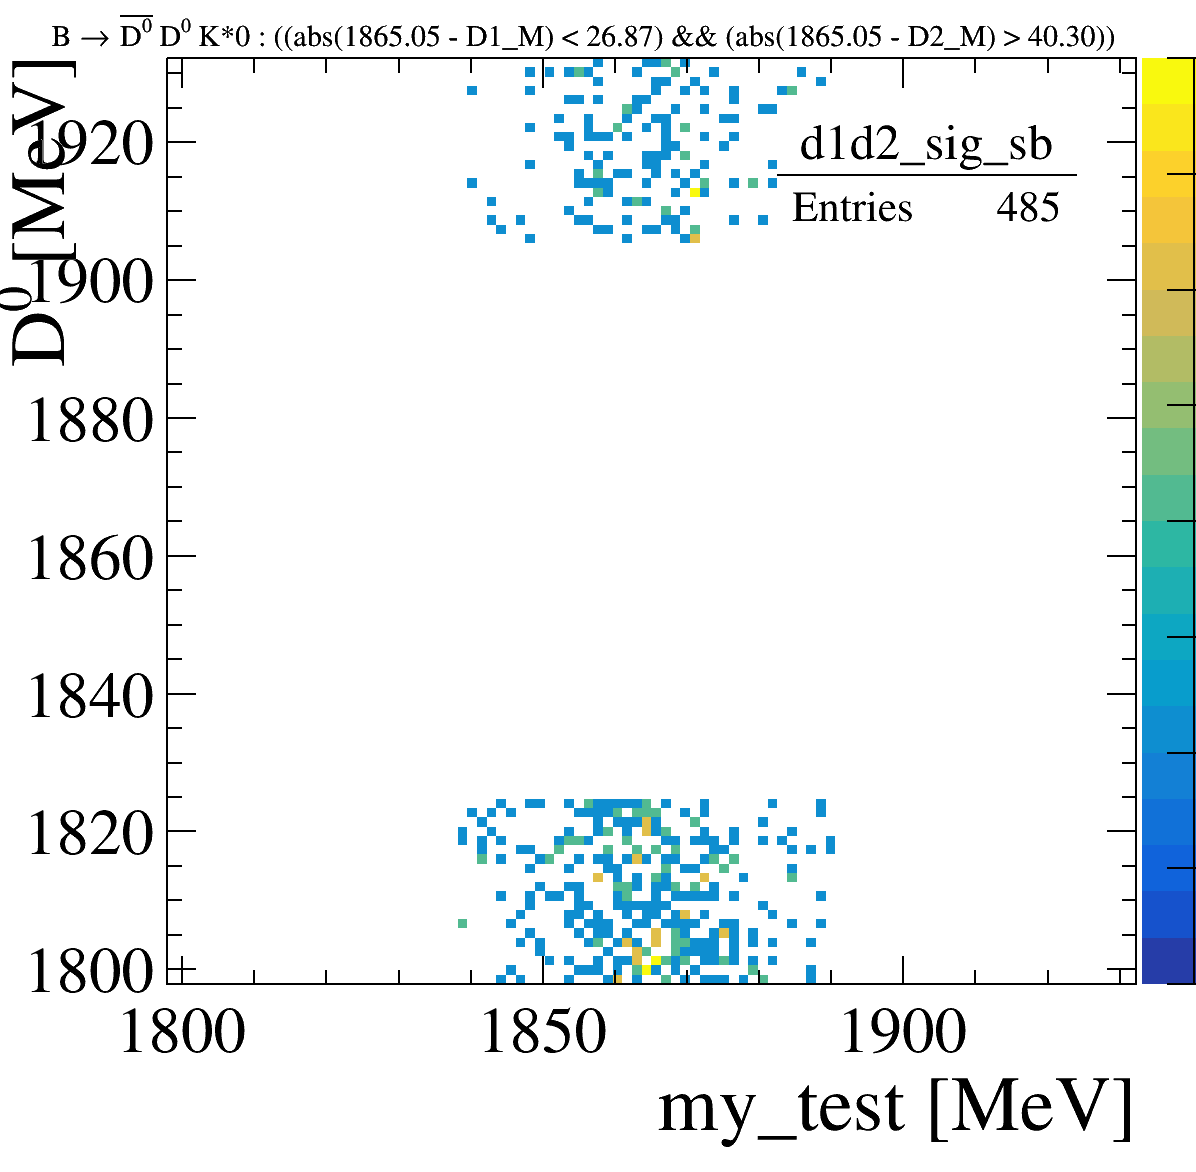 B → D⁰ D⁰ K*0 : ((abs(1865.05 - D1_M) < 26.87) && (abs(1865.05 - D2_M) > 40.30))
D⁰ [MeV]
d1d2_sig_sb
Entries 485
1920
1900
1880
1860
1840
1820
1800
1800 1850 1900
my_test [MeV]